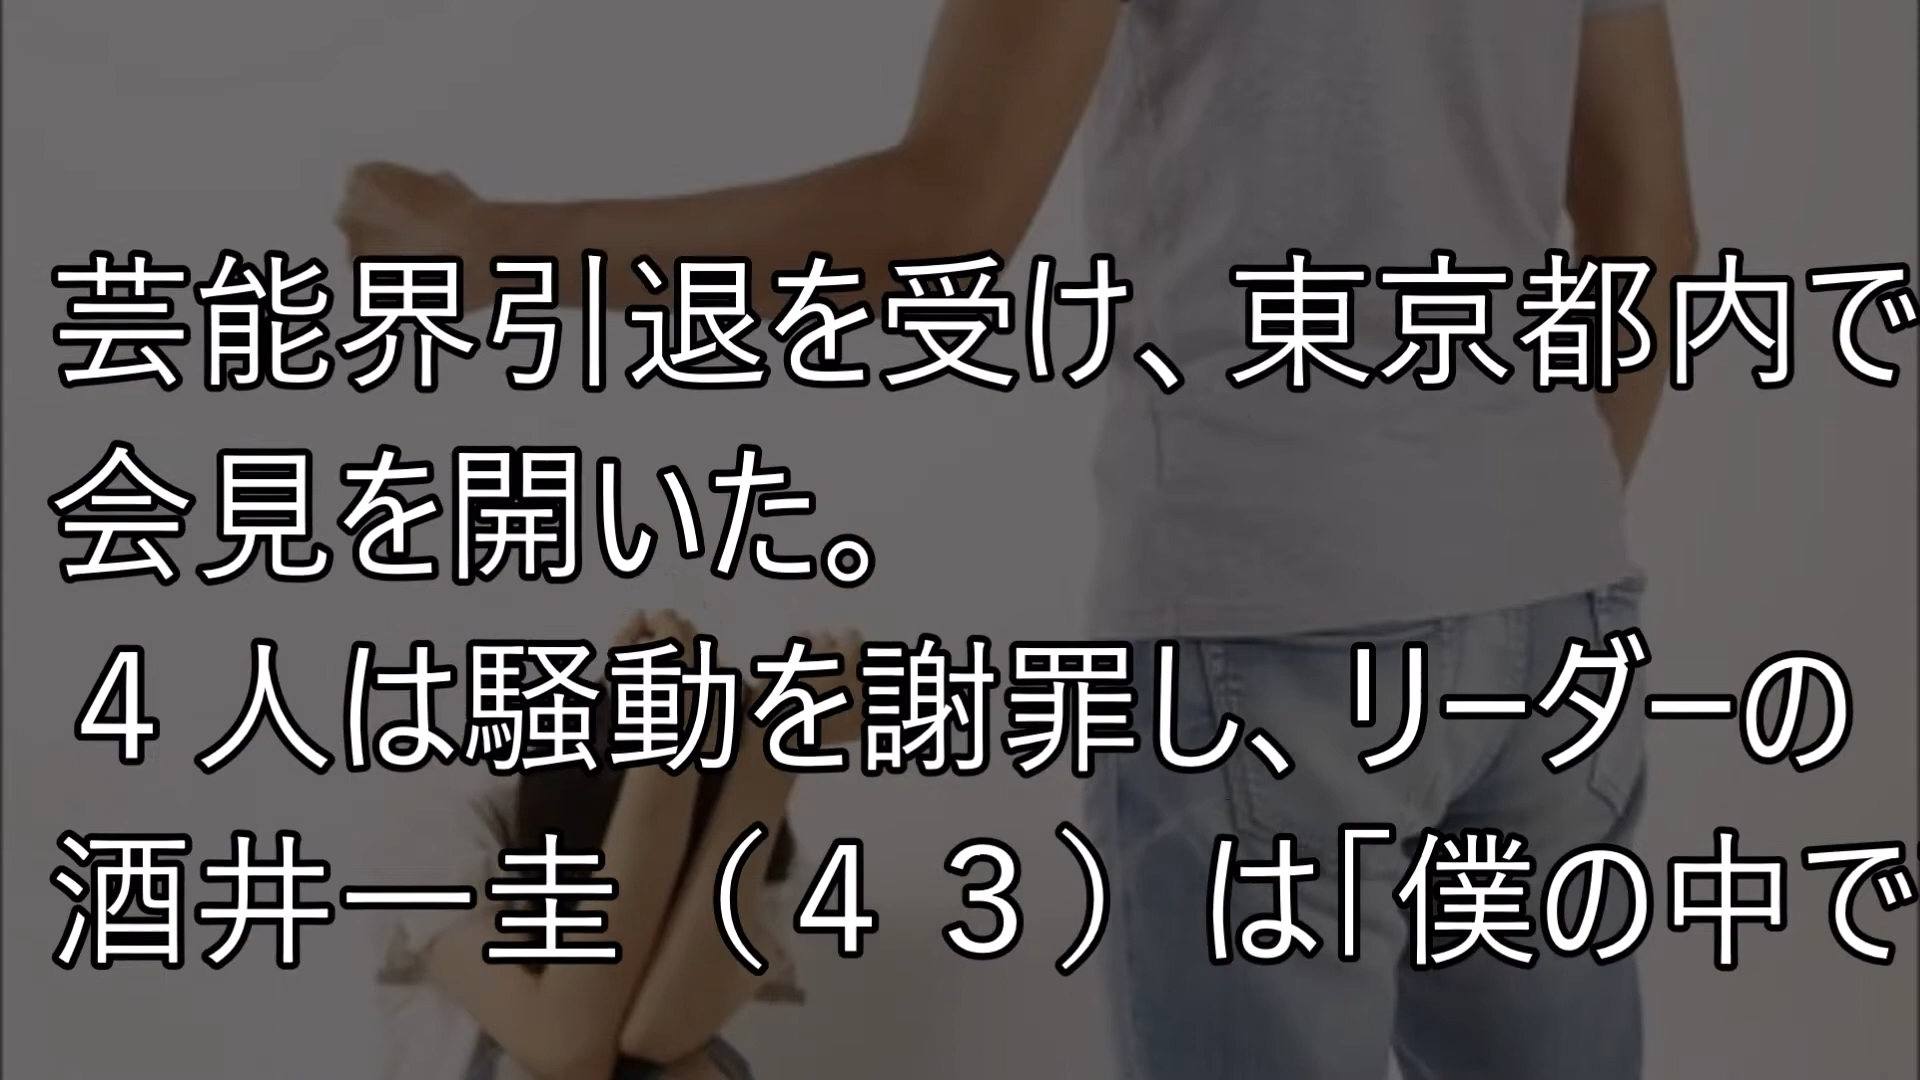 芸能界引退を受け、東京都内で
会見を開いた。
４人は騒動を謝罪し、リーダーの
酒井一圭（４３）は「僕の中で